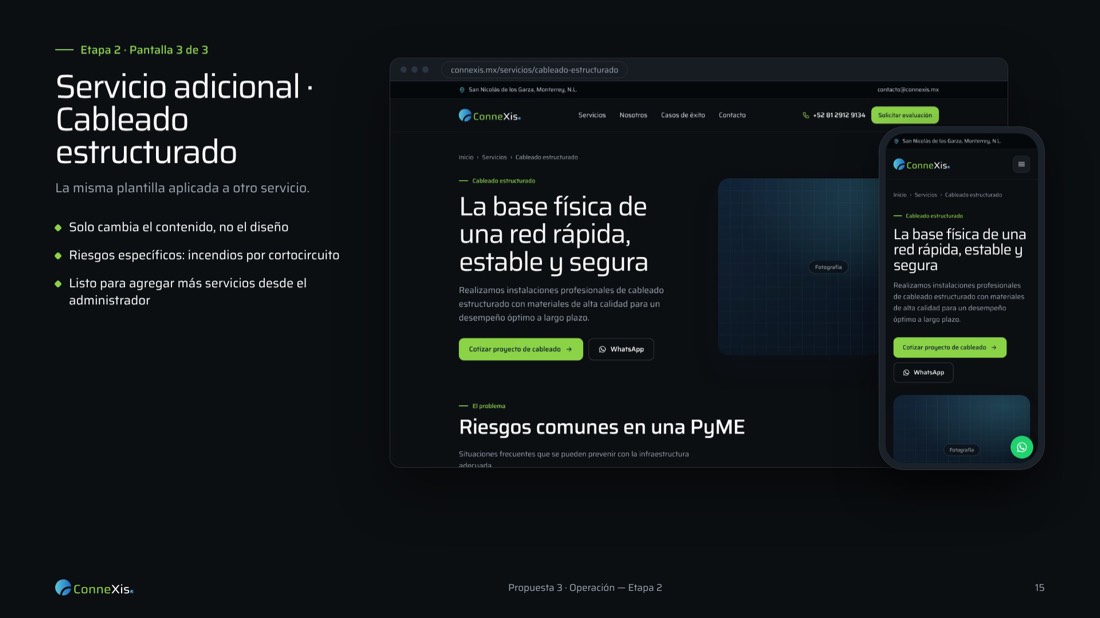 Etapa 2 · Pantalla 3 de 3
Servicio adicional ·
Cableado
estructurado
La misma plantilla aplicada a otro servicio.
Solo cambia el contenido, no el diseño
Riesgos específicos: incendios por cortocircuito
Listo para agregar más servicios desde el
administrador
connexis.mx/servicios/cableado-estructurado
San Nicolás de los Garza, Monterrey, N.L.
contacto@connexis.mx
ConneXis
Servicios
Nosotros
Casos de éxito
Contacto
+52 81 2912 9134
Solicitar evaluación
Inicio › Servicios › Cableado estructurado
Cableado estructurado
La base física de
una red rápida,
estable y segura
Realizamos instalaciones profesionales de cableado
estructurado con materiales de alta calidad para un
desempeño óptimo a largo plazo.
Cotizar proyecto de cableado →
WhatsApp
Fotografía
El problema
Riesgos comunes en una PyME
Situaciones frecuentes que se pueden prevenir con la infraestructura
adecuada.
San Nicolás de los Garza, Monterrey, N.L.
ConneXis
Inicio › Servicios › Cableado estructurado
Cableado estructurado
La base física de una
red rápida, estable y
segura
Realizamos instalaciones profesionales
de cableado estructurado con materiales
de alta calidad para un desempeño
óptimo a largo plazo.
Cotizar proyecto de cableado →
WhatsApp
Fotografía
ConneXis
Propuesta 3 · Operación — Etapa 2
15